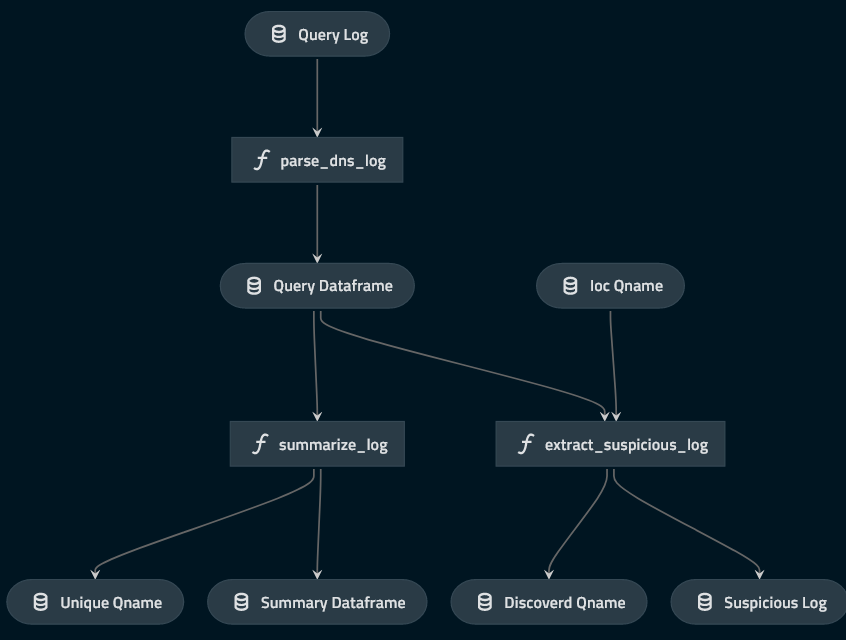 Query Log
parse_dns_log
Query Dataframe
Ioc Qname
summarize_log
extract_suspicious_log
Unique Qname
Summary Dataframe
Discoverd Qname
Suspicious Log